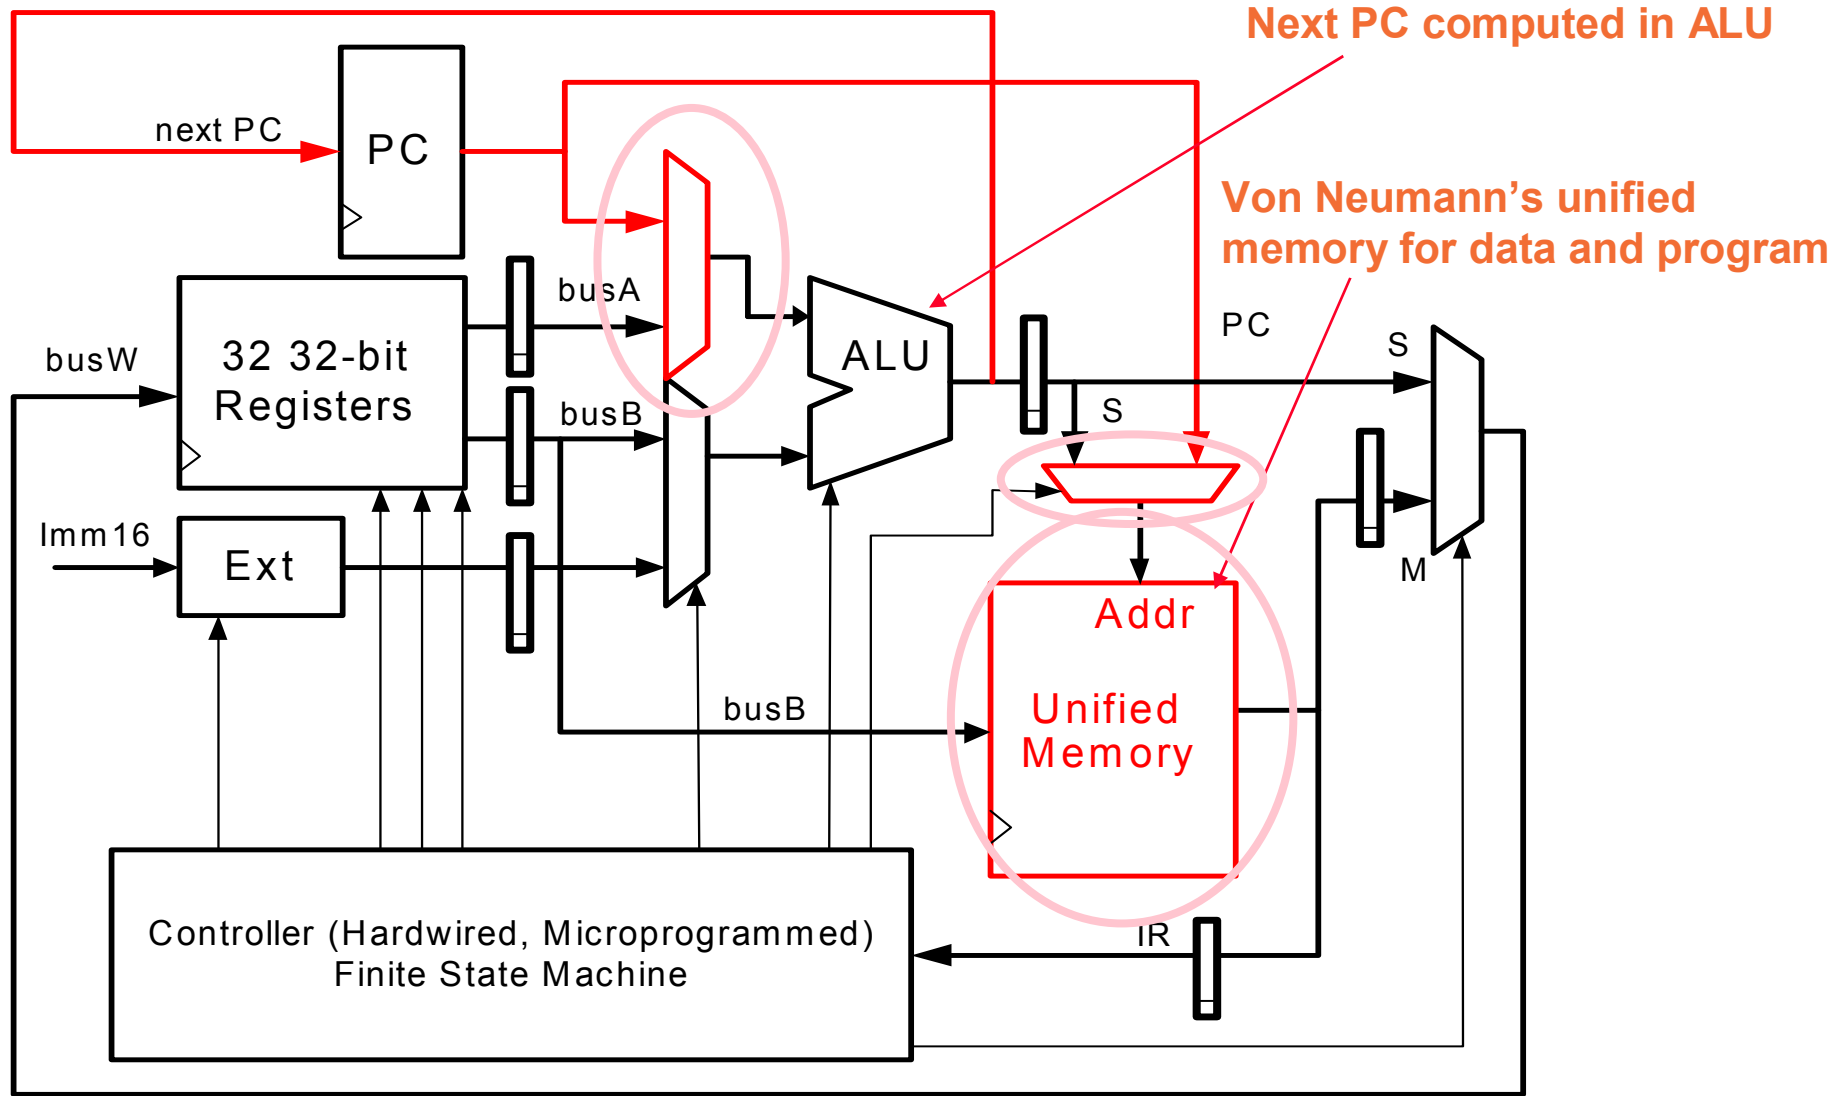 Next PC computed in ALU
next PC
PC
Von Neumann’s unified
memory for data and program
busA
PC
busW
32 32-bit
Registers
ALU
S
busB
S
Imm16
Ext
M
Addr
busB
Unified
Memory
IR
Controller (Hardwired, Microprogrammed)
Finite State Machine